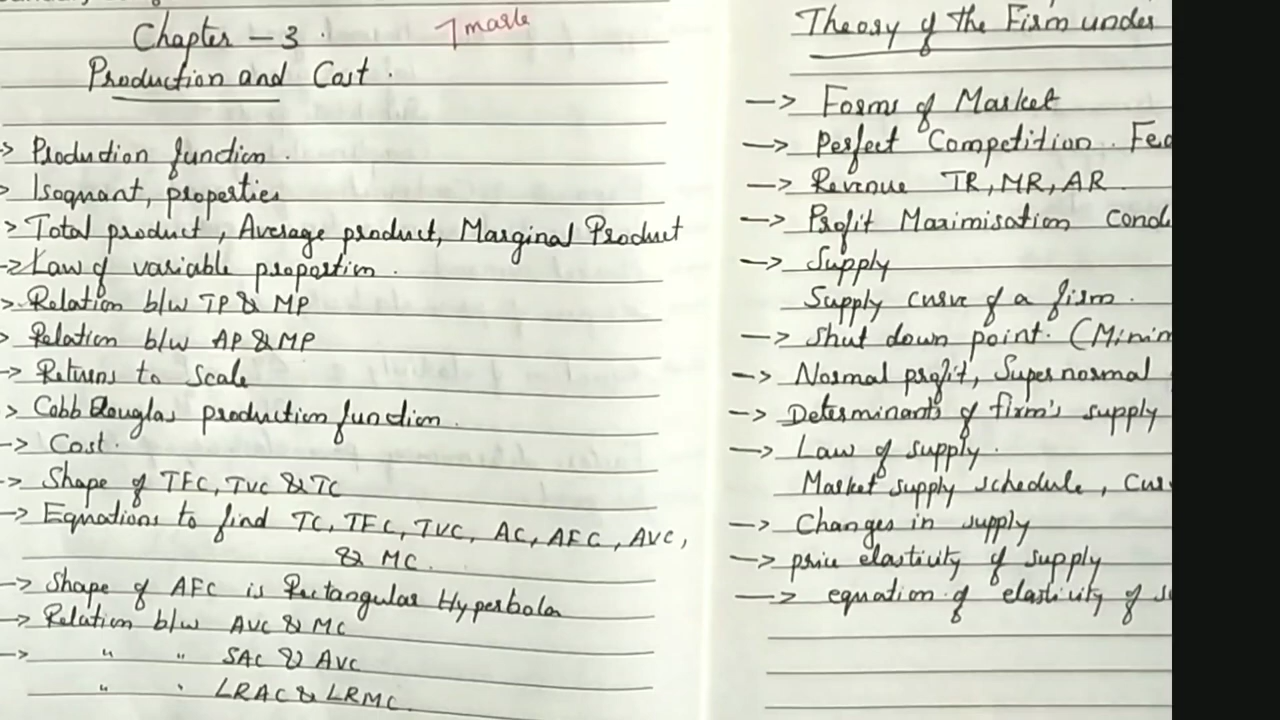 Chapter - 3.
7 mark
Production and Cost.
-> Production function.
-> Isoquant, properties
-> Total product, Average product, Marginal Product
-> Law of variable proportion.
-> Relation b/w TP & MP
-> Relation b/w AP & MP
-> Returns to Scale
-> Cobb Douglas production function.
-> Cost.
-> Shape of TFC, TVC & TC
-> Equations to find TC, TFC, TVC, AC, AFC, AVC,
& MC.
-> Shape of AFC is Rectangular Hyperbola
-> Relation b/w AVC & MC
-> " " SAC & AVC
" " LRAC & LRMC.
Theory of the Firm under
-> Forms of Market
-> Perfect Competition. Fea
-> Revenue TR, MR, AR.
-> Profit Maximisation cond
-> Supply
Supply curve of a firm.
-> Shut down point. (Minim
-> Normal profit, Supernormal
-> Determinants of firm's supply
-> Law of supply.
Market supply schedule, Cur
-> Changes in supply
-> price elasticity of supply
-> equation of elasticity of s